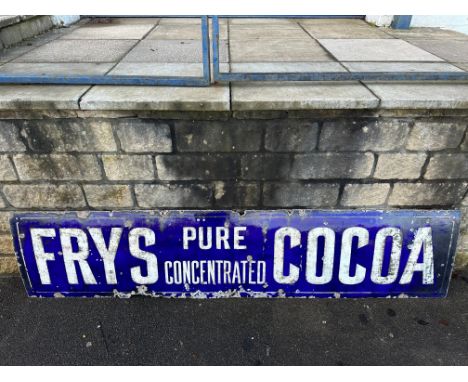 FRYS PURE CONCENTRATED COCOA